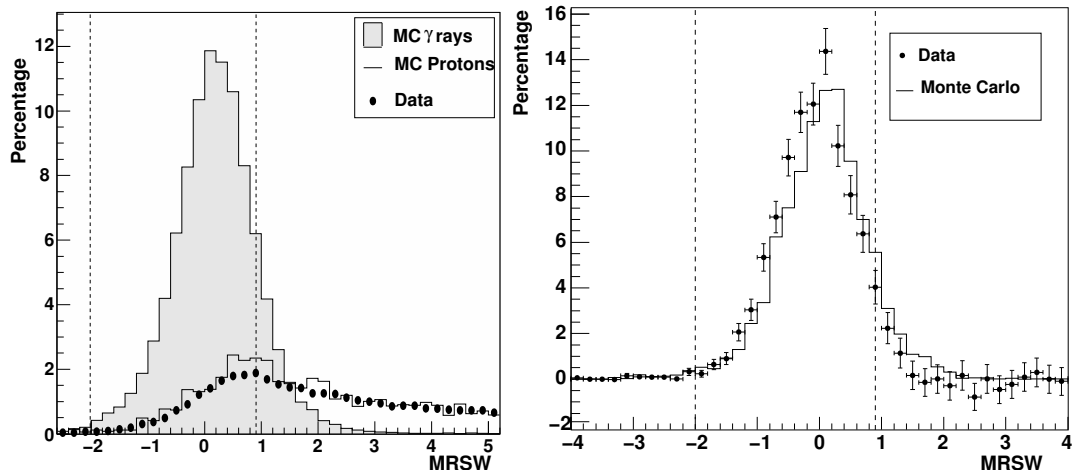 Percentage
12
10
8
6
4
2
0
−2 −1 0 1 2 3 4 5
MRSW
MC γ rays
MC Protons
Data
Percentage
16
14
12
10
8
6
4
2
0
−2
−4 −3 −2 −1 0 1 2 3 4
MRSW
Data
Monte Carlo